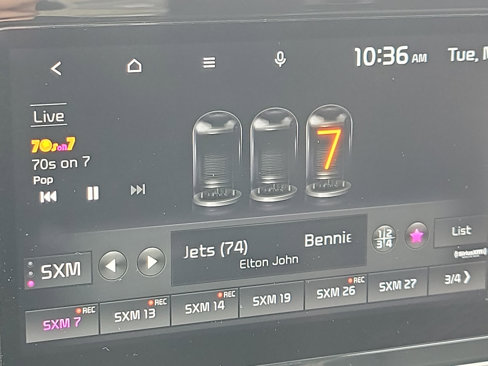 10:36 AM Tue,
Live
70s on 7
70s on 7
Pop
7
Jets (74) Bennie
Elton John
1 2
3 4
List
SXM
((SiriusXM))
REC REC REC REC
SXM 7 SXM 13 SXM 14 SXM 19 SXM 26 SXM 27 3/4